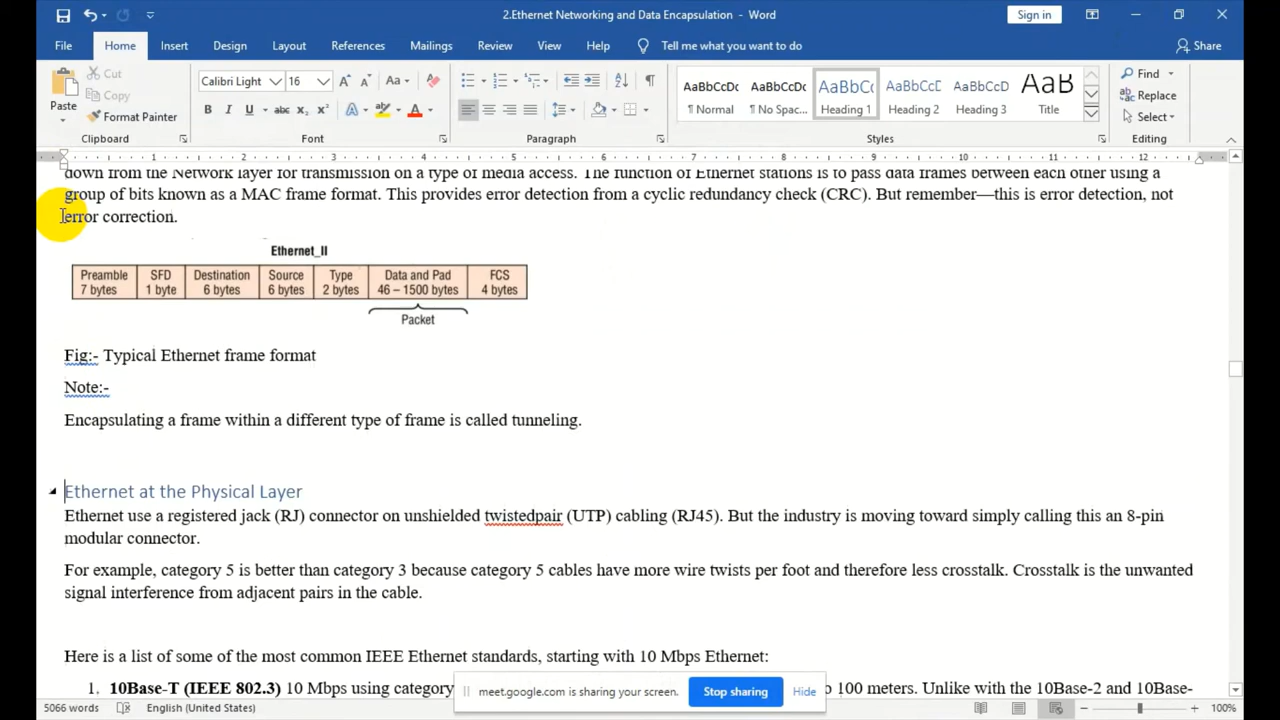 2.Ethernet Networking and Data Encapsulation - Word
Sign in
File Home Insert Design Layout References Mailings Review View Help Tell me what you want to do Share
Cut
Copy
Paste
Format Painter
Calibri Light 16
AaBbCcDc AaBbCcDc AaBbC AaBbCcD AaBbCcD AaB
¶ Normal ¶ No Spac... Heading 1 Heading 2 Heading 3 Title
Find
Replace
Select
Clipboard Font Paragraph Styles Editing
1 2 3 4 5 6 7 8 9 10 11 12
down from the Network layer for transmission on a type of media access. The function of Ethernet stations is to pass data frames between each other using a
group of bits known as a MAC frame format. This provides error detection from a cyclic redundancy check (CRC). But remember—this is error detection, not
error correction.
Ethernet_II
Preamble SFD Destination Source Type Data and Pad FCS
7 bytes 1 byte 6 bytes 6 bytes 2 bytes 46 – 1500 bytes 4 bytes
Packet
Fig:- Typical Ethernet frame format
Note:-
Encapsulating a frame within a different type of frame is called tunneling.
Ethernet at the Physical Layer
Ethernet use a registered jack (RJ) connector on unshielded twistedpair (UTP) cabling (RJ45). But the industry is moving toward simply calling this an 8-pin
modular connector.
For example, category 5 is better than category 3 because category 5 cables have more wire twists per foot and therefore less crosstalk. Crosstalk is the unwanted
signal interference from adjacent pairs in the cable.
Here is a list of some of the most common IEEE Ethernet standards, starting with 10 Mbps Ethernet:
1. 10Base-T (IEEE 802.3) 10 Mbps using category
100 meters. Unlike with the 10Base-2 and 10Base-
meet.google.com is sharing your screen. Stop sharing Hide
5066 words English (United States) 100%